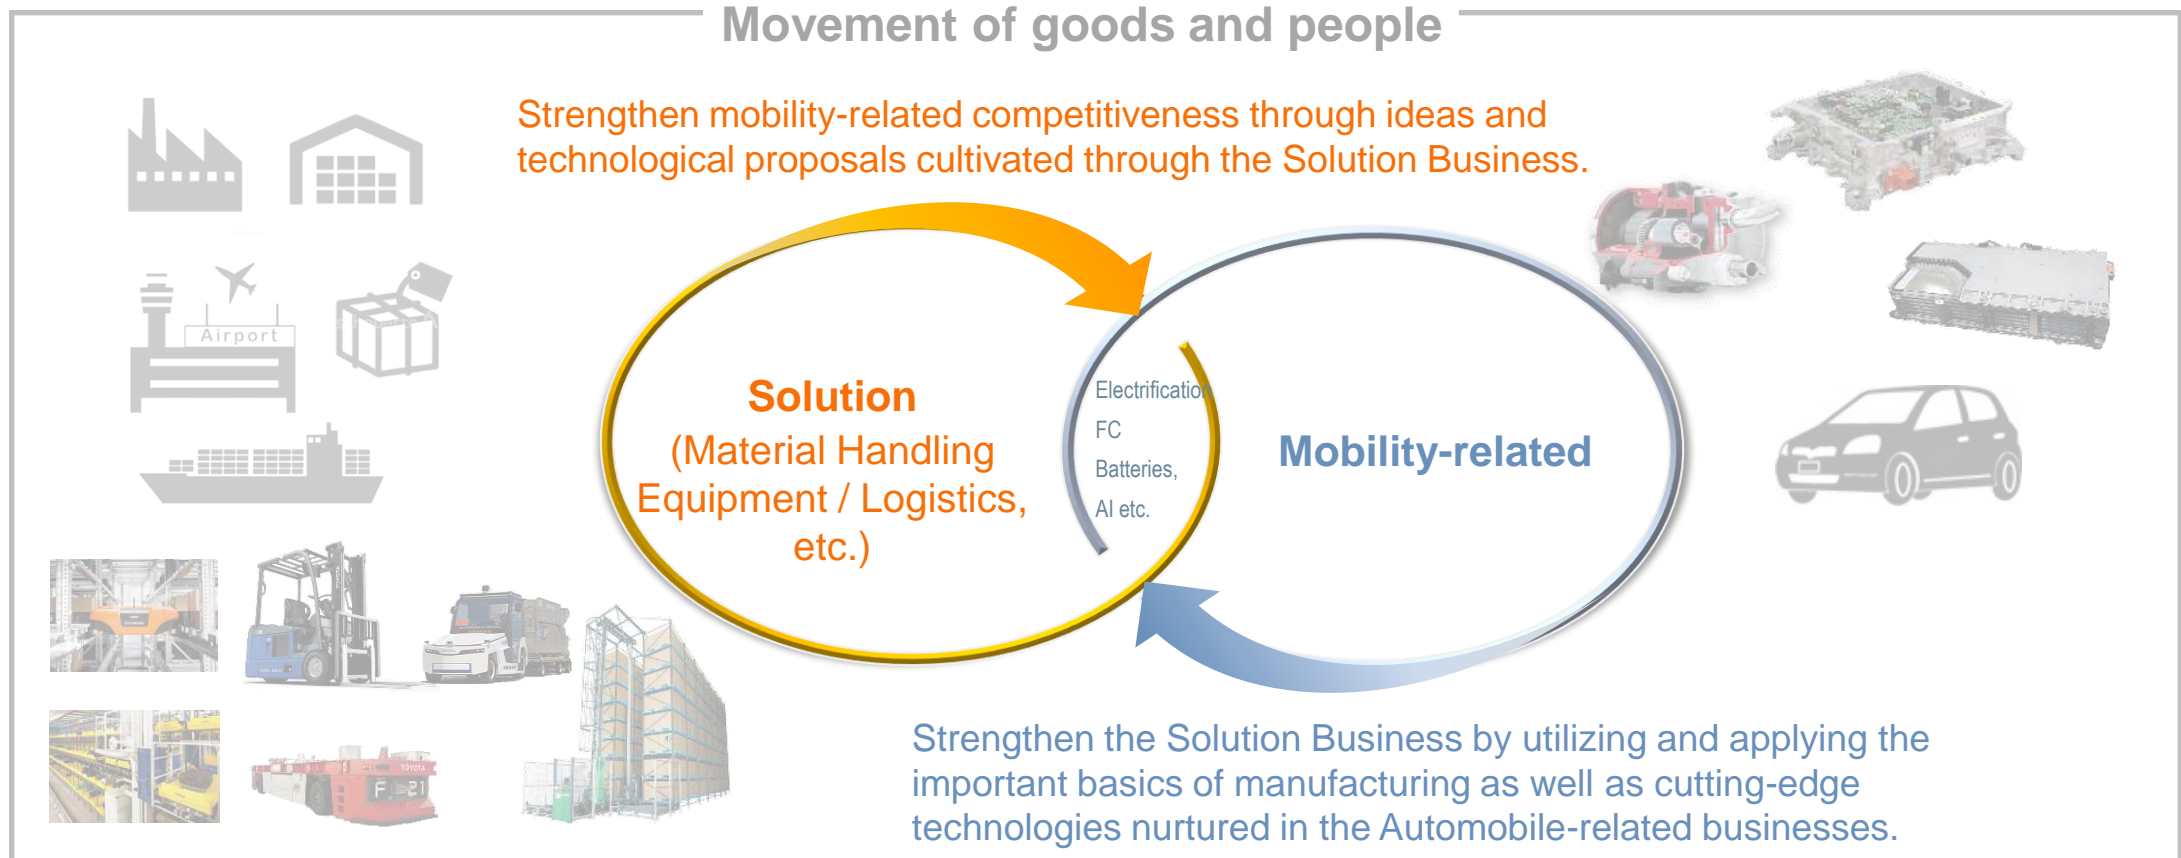 Movement of goods and people
Strengthen mobility-related competitiveness through ideas and
technological proposals cultivated through the Solution Business.
Airport
Solution
(Material Handling
Equipment / Logistics,
etc.)
Electrification
FC
Batteries,
AI etc.
Mobility-related
TOYOTA
F 21
Strengthen the Solution Business by utilizing and applying the
important basics of manufacturing as well as cutting-edge
technologies nurtured in the Automobile-related businesses.